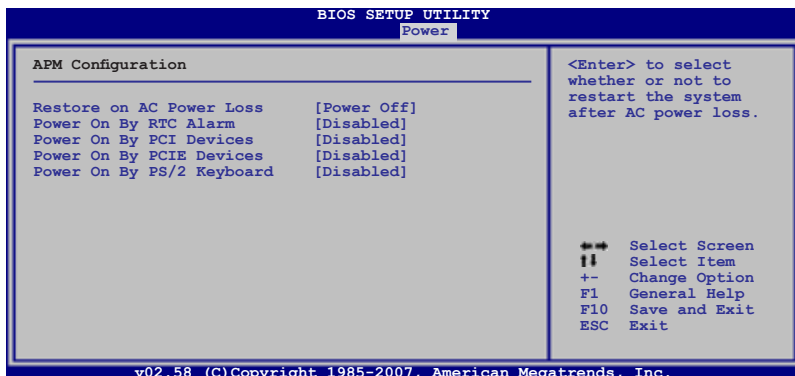 BIOS SETUP UTILITY
Power
APM Configuration
Restore on AC Power Loss [Power Off]
Power On By RTC Alarm [Disabled]
Power On By PCI Devices [Disabled]
Power On By PCIE Devices [Disabled]
Power On By PS/2 Keyboard [Disabled]
<Enter> to select
whether or not to
restart the system
after AC power loss.
←→ Select Screen
↑↓ Select Item
+- Change Option
F1 General Help
F10 Save and Exit
ESC Exit
v02.58 (C)Copyright 1985-2007, American Megatrends, Inc.